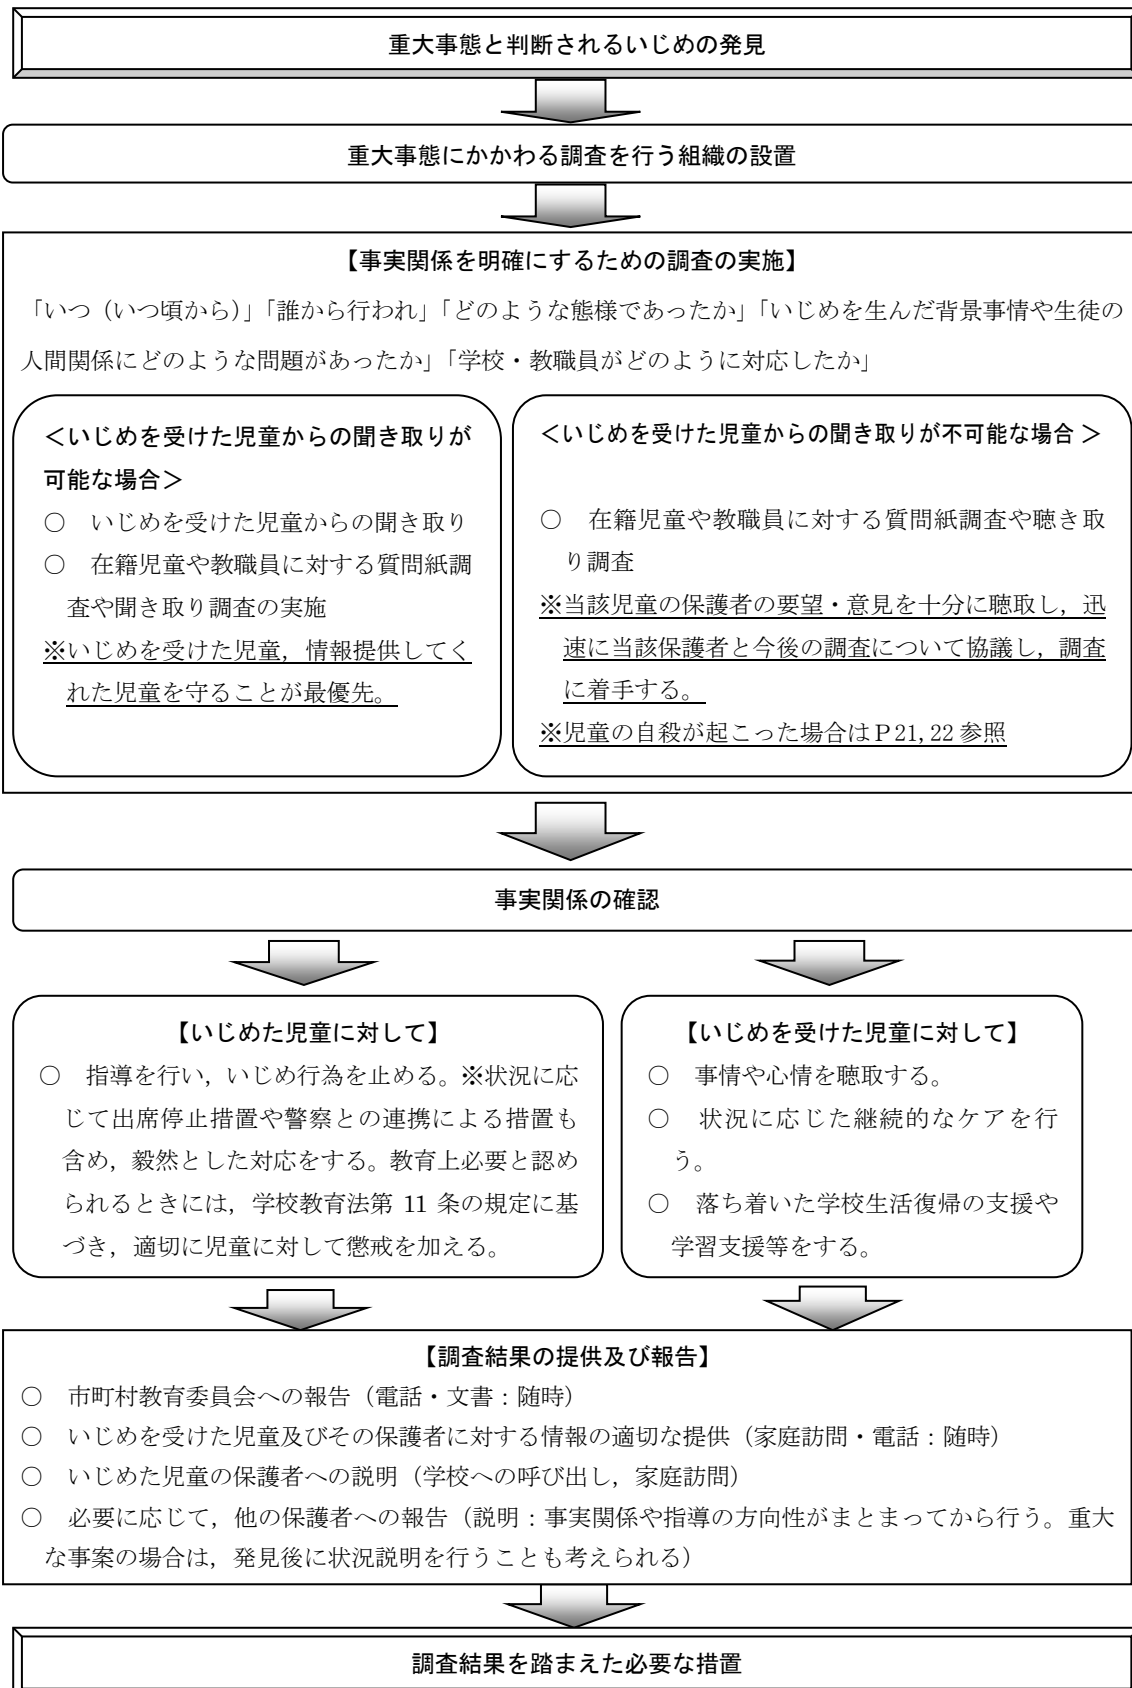 重大事態と判断されるいじめの発見
重大事態にかかわる調査を行う組織の設置
【事実関係を明確にするための調査の実施】
「いつ（いつ頃から）」「誰から行われ」「どのような態様であったか」「いじめを生んだ背景事情や生徒の
人間関係にどのような問題があったか」「学校・教職員がどのように対応したか」
＜いじめを受けた児童からの聞き取りが
可能な場合＞
○　いじめを受けた児童からの聞き取り
○　在籍児童や教職員に対する質問紙調
査や聞き取り調査の実施
※いじめを受けた児童，情報提供してく
れた児童を守ることが最優先。
＜いじめを受けた児童からの聞き取りが不可能な場合 ＞
○　在籍児童や教職員に対する質問紙調査や聴き取
り調査
※当該児童の保護者の要望・意見を十分に聴取し，迅
速に当該保護者と今後の調査について協議し，調査
に着手する。
※児童の自殺が起こった場合はＰ21, 22 参照
事実関係の確認
【いじめた児童に対して】
○　指導を行い，いじめ行為を止める。※状況に応
じて出席停止措置や警察との連携による措置も
含め，毅然とした対応をする。教育上必要と認め
られるときには，学校教育法第 11 条の規定に基
づき，適切に児童に対して懲戒を加える。
【いじめを受けた児童に対して】
○　事情や心情を聴取する。
○　状況に応じた継続的なケアを行
う。
○　落ち着いた学校生活復帰の支援や
学習支援等をする。
【調査結果の提供及び報告】
○　市町村教育委員会への報告（電話・文書：随時）
○　いじめを受けた児童及びその保護者に対する情報の適切な提供（家庭訪問・電話：随時）
○　いじめた児童の保護者への説明（学校への呼び出し，家庭訪問）
○　必要に応じて，他の保護者への報告（説明：事実関係や指導の方向性がまとまってから行う。重大
な事案の場合は，発見後に状況説明を行うことも考えられる）
調査結果を踏まえた必要な措置